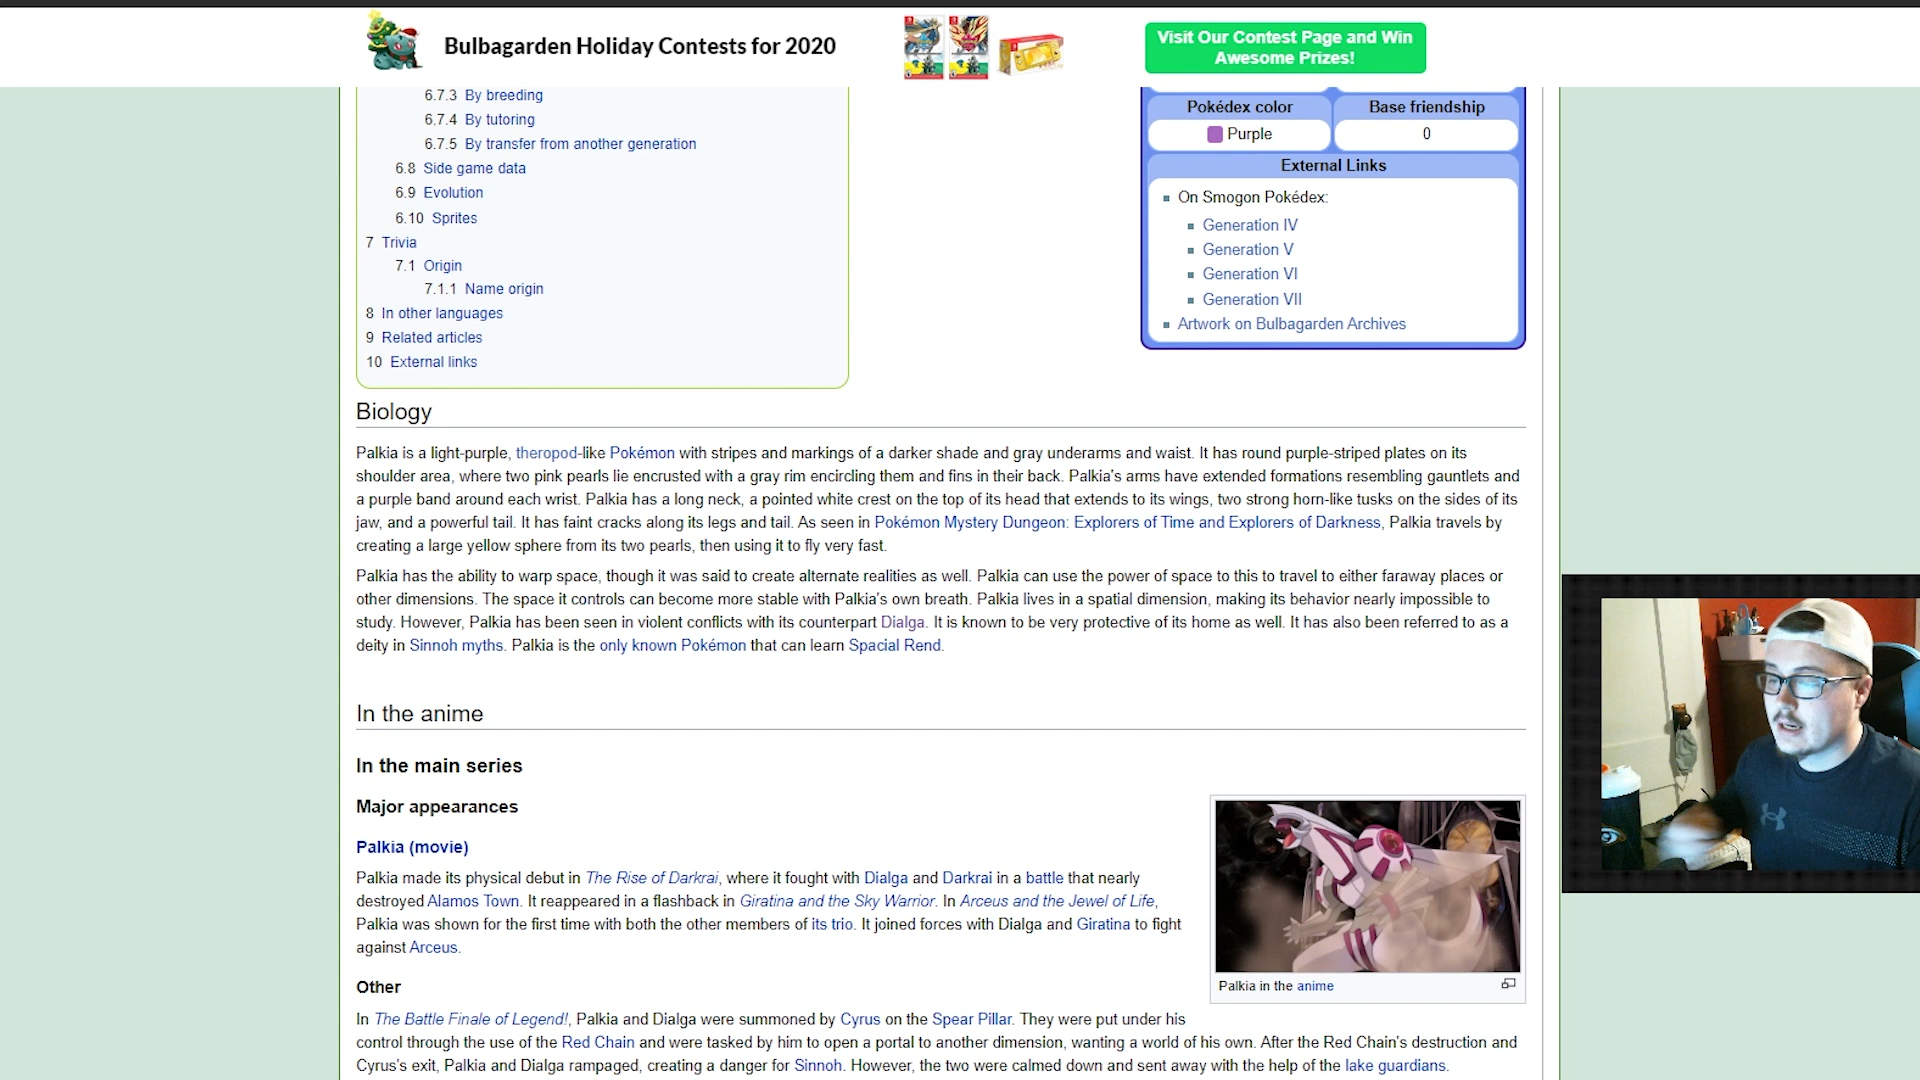 Bulbagarden Holiday Contests for 2020
Visit Our Contest Page and Win
Awesome Prizes!
6.7.3 By breeding
6.7.4 By tutoring
6.7.5 By transfer from another generation
6.8 Side game data
6.9 Evolution
6.10 Sprites
7 Trivia
7.1 Origin
7.1.1 Name origin
8 In other languages
9 Related articles
10 External links
Pokédex color
Base friendship
Purple
0
External Links
On Smogon Pokédex:
Generation IV
Generation V
Generation VI
Generation VII
Artwork on Bulbagarden Archives
Biology
Palkia is a light-purple, theropod-like Pokémon with stripes and markings of a darker shade and gray underarms and waist. It has round purple-striped plates on its
shoulder area, where two pink pearls lie encrusted with a gray rim encircling them and fins in their back. Palkia's arms have extended formations resembling gauntlets and
a purple band around each wrist. Palkia has a long neck, a pointed white crest on the top of its head that extends to its wings, two strong horn-like tusks on the sides of its
jaw, and a powerful tail. It has faint cracks along its legs and tail. As seen in Pokémon Mystery Dungeon: Explorers of Time and Explorers of Darkness, Palkia travels by
creating a large yellow sphere from its two pearls, then using it to fly very fast.
Palkia has the ability to warp space, though it was said to create alternate realities as well. Palkia can use the power of space to this to travel to either faraway places or
other dimensions. The space it controls can become more stable with Palkia's own breath. Palkia lives in a spatial dimension, making its behavior nearly impossible to
study. However, Palkia has been seen in violent conflicts with its counterpart Dialga. It is known to be very protective of its home as well. It has also been referred to as a
deity in Sinnoh myths. Palkia is the only known Pokémon that can learn Spacial Rend.
In the anime
In the main series
Major appearances
Palkia (movie)
Palkia made its physical debut in The Rise of Darkrai, where it fought with Dialga and Darkrai in a battle that nearly
destroyed Alamos Town. It reappeared in a flashback in Giratina and the Sky Warrior. In Arceus and the Jewel of Life,
Palkia was shown for the first time with both the other members of its trio. It joined forces with Dialga and Giratina to fight
against Arceus.
Palkia in the anime
Other
In The Battle Finale of Legend!, Palkia and Dialga were summoned by Cyrus on the Spear Pillar. They were put under his
control through the use of the Red Chain and were tasked by him to open a portal to another dimension, wanting a world of his own. After the Red Chain's destruction and
Cyrus's exit, Palkia and Dialga rampaged, creating a danger for Sinnoh. However, the two were calmed down and sent away with the help of the lake guardians.